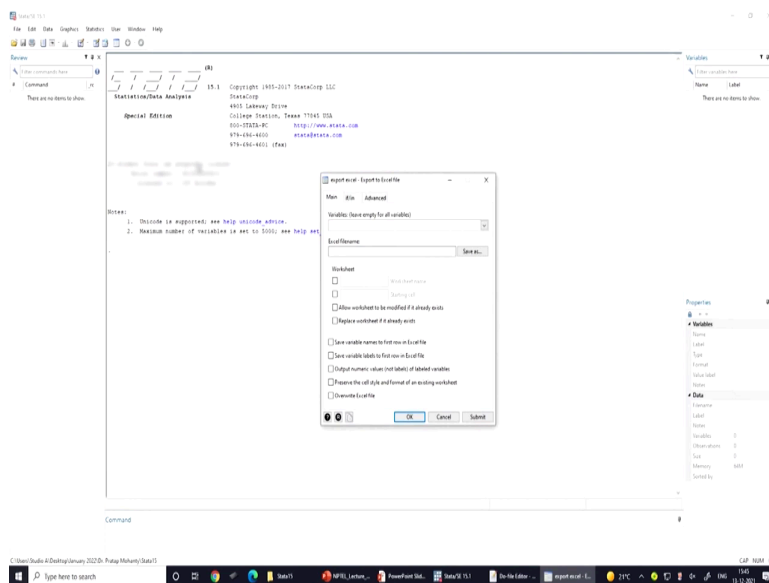 Stata/SE 15.1
File Edit Data Graphics Statistics User Window Help
Review
Filter commands here
# Command _rc
There are no items to show.
(R)
15.1 Copyright 1985-2017 StataCorp LLC
Statistics/Data Analysis StataCorp
4905 Lakeway Drive
Special Edition College Station, Texas 77845 USA
800-STATA-PC http://www.stata.com
979-696-4600 stata@stata.com
979-696-4601 (fax)
Notes:
1. Unicode is supported; see help unicode_advice.
2. Maximum number of variables is set to 5000; see help set
.
export excel - Export to Excel file
Main if/in Advanced
Variables: (leave empty for all variables)
Excel filename:
Save as...
Worksheet
Worksheet name
Starting cell
Allow worksheet to be modified if it already exists
Replace worksheet if it already exists
Save variable names to first row in Excel file
Save variable labels to first row in Excel file
Output numeric values (not labels) of labeled variables
Preserve the cell style and format of an existing worksheet
Overwrite Excel file
OK Cancel Submit
Variables
Filter variables here
Name Label
There are no items to show.
Properties
Variables
Name
Label
Type
Format
Value label
Notes
Data
Filename
Label
Notes
Variables 0
Observations 0
Size 0
Memory 64M
Sorted by
Command
C:\Users\Studio A\Desktop\January 2022\Dr. Pratap Mohanty\Stata15
CAP NUM
Type here to search
Stata15
NPTEL_Lecture_...
PowerPoint Slid...
Stata/SE 15.1
Do-file Editor - ...
export excel - E...
21°C
ENG
15:45
13-12-2021